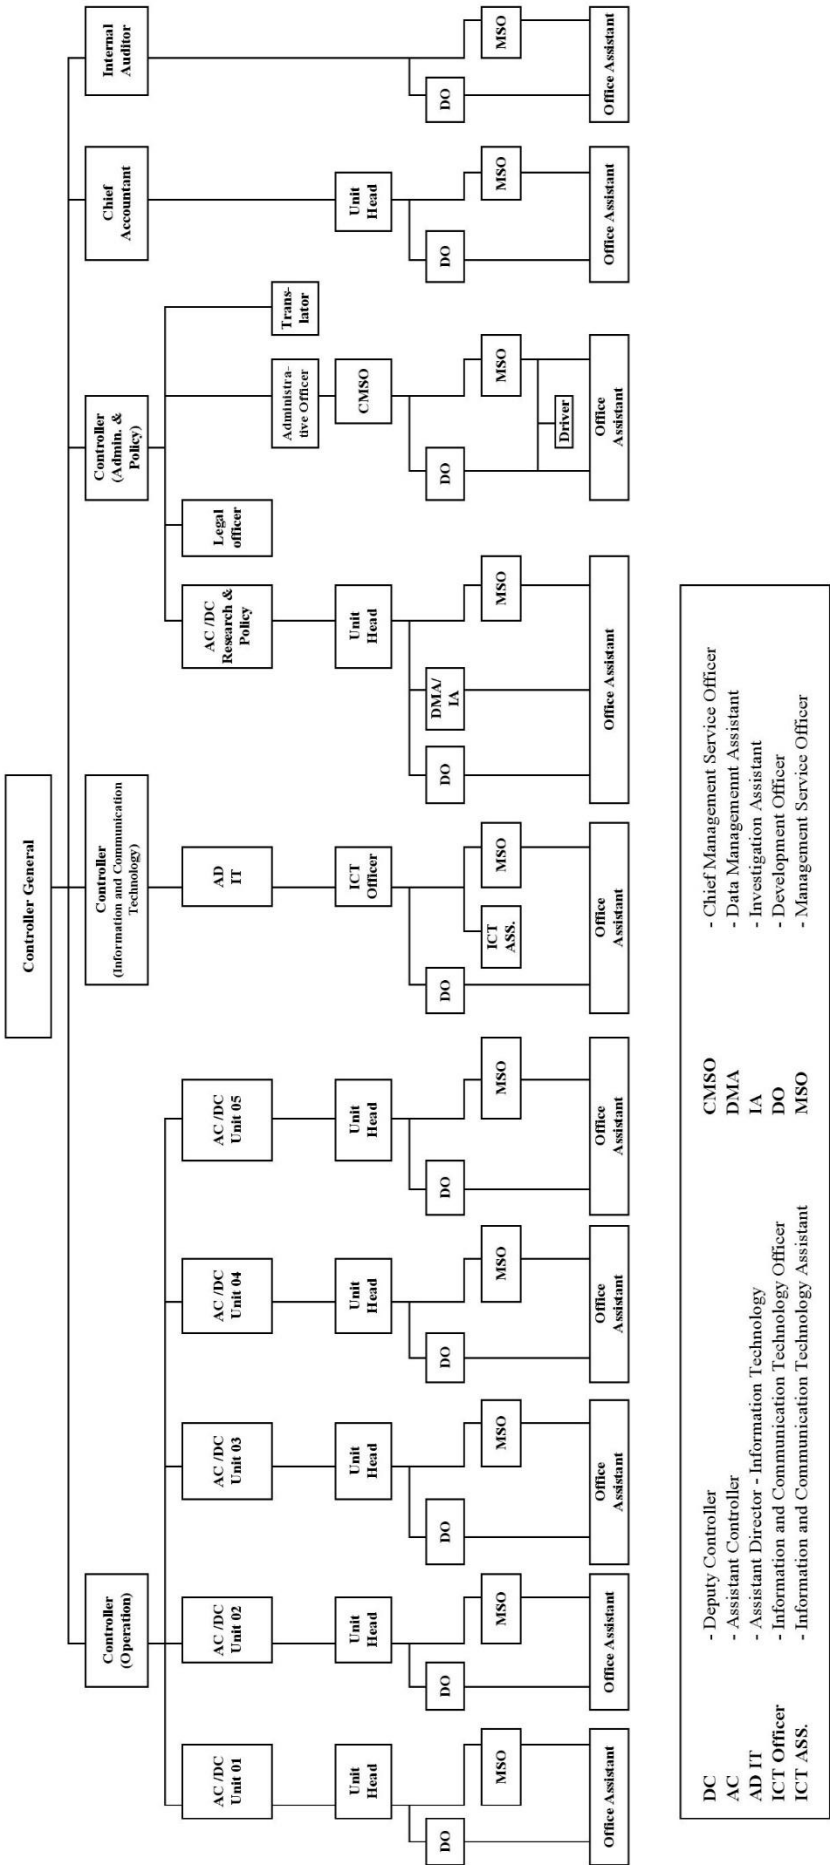 Controller General
Controller
(Operation)
Controller
(Information and Communication
Technology)
Controller
(Admin. &
Policy)
Chief
Accountant
Internal
Auditor
AC /DC
Unit 01
AC /DC
Unit 02
AC /DC
Unit 03
AC /DC
Unit 04
AC /DC
Unit 05
AD
IT
AC /DC
Research &
Policy
Legal
officer
Administra-
tive Officer
Trans-
lator
Unit
Head
Unit
Head
Unit
Head
Unit
Head
Unit
Head
ICT
Officer
Unit
Head
CMSO
Unit
Head
DO
DO
DO
DO
DO
DO
DO
DMA/
IA
DO
DO
DO
MSO
MSO
MSO
MSO
MSO
ICT
ASS.
MSO
MSO
MSO
MSO
MSO
Driver
Office Assistant
Office Assistant
Office
Assistant
Office
Assistant
Office
Assistant
Office
Assistant
Office Assistant
Office
Assistant
Office Assistant
Office Assistant
DC - Deputy Controller
AC - Assistant Controller
AD IT - Assistant Director - Information Technology
ICT Officer - Information and Communication Technology Officer
ICT ASS. - Information and Communication Technology Assistant
CMSO - Chief Management Service Officer
DMA - Data Managemennt Assistant
IA - Investigation Assistant
DO - Development Officer
MSO - Management Service Officer